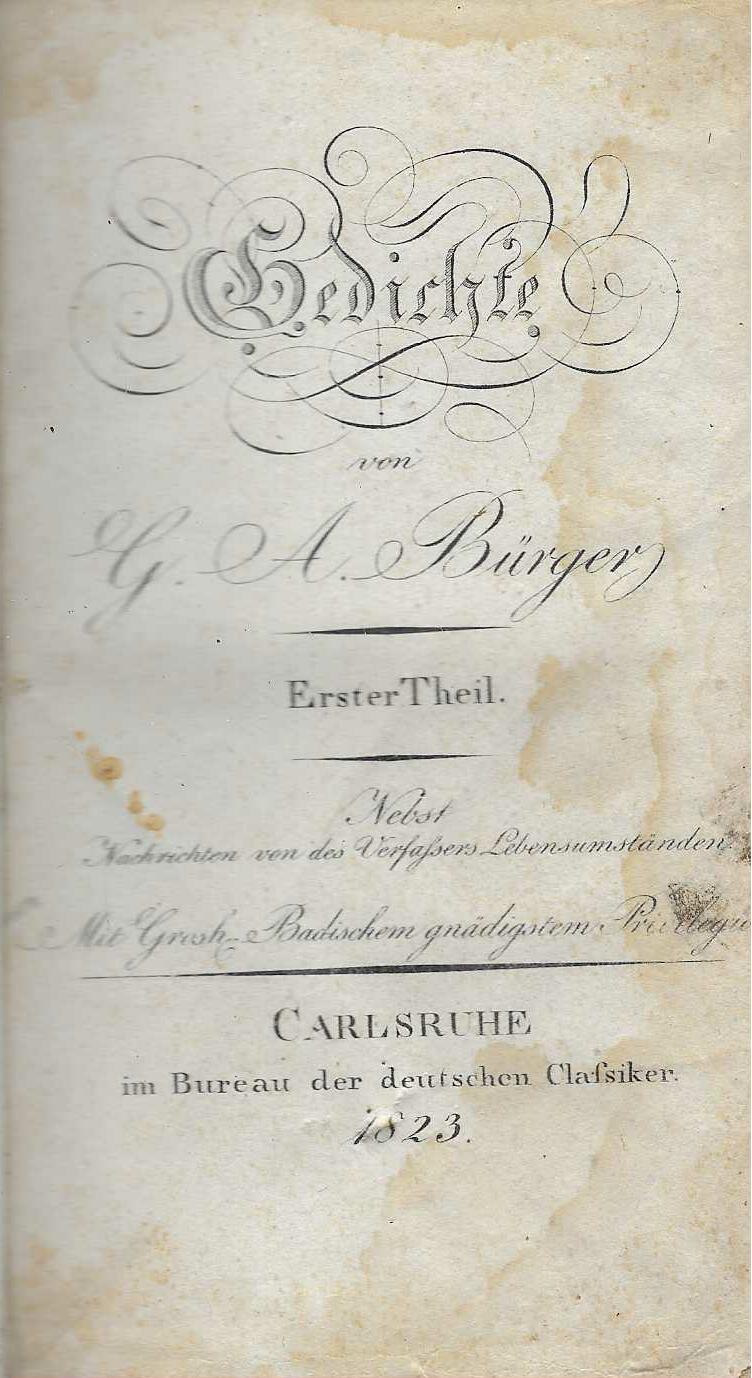 Gedichte
von
G. A. Bürger
Erster Theil.
Nebst
Nachrichten von des Verfaſsers Lebensumständen.
Mit Grosh. Badischem gnädigstem
CARLSRUHE
im Bureau der deutschen Claſsiker.
1823.